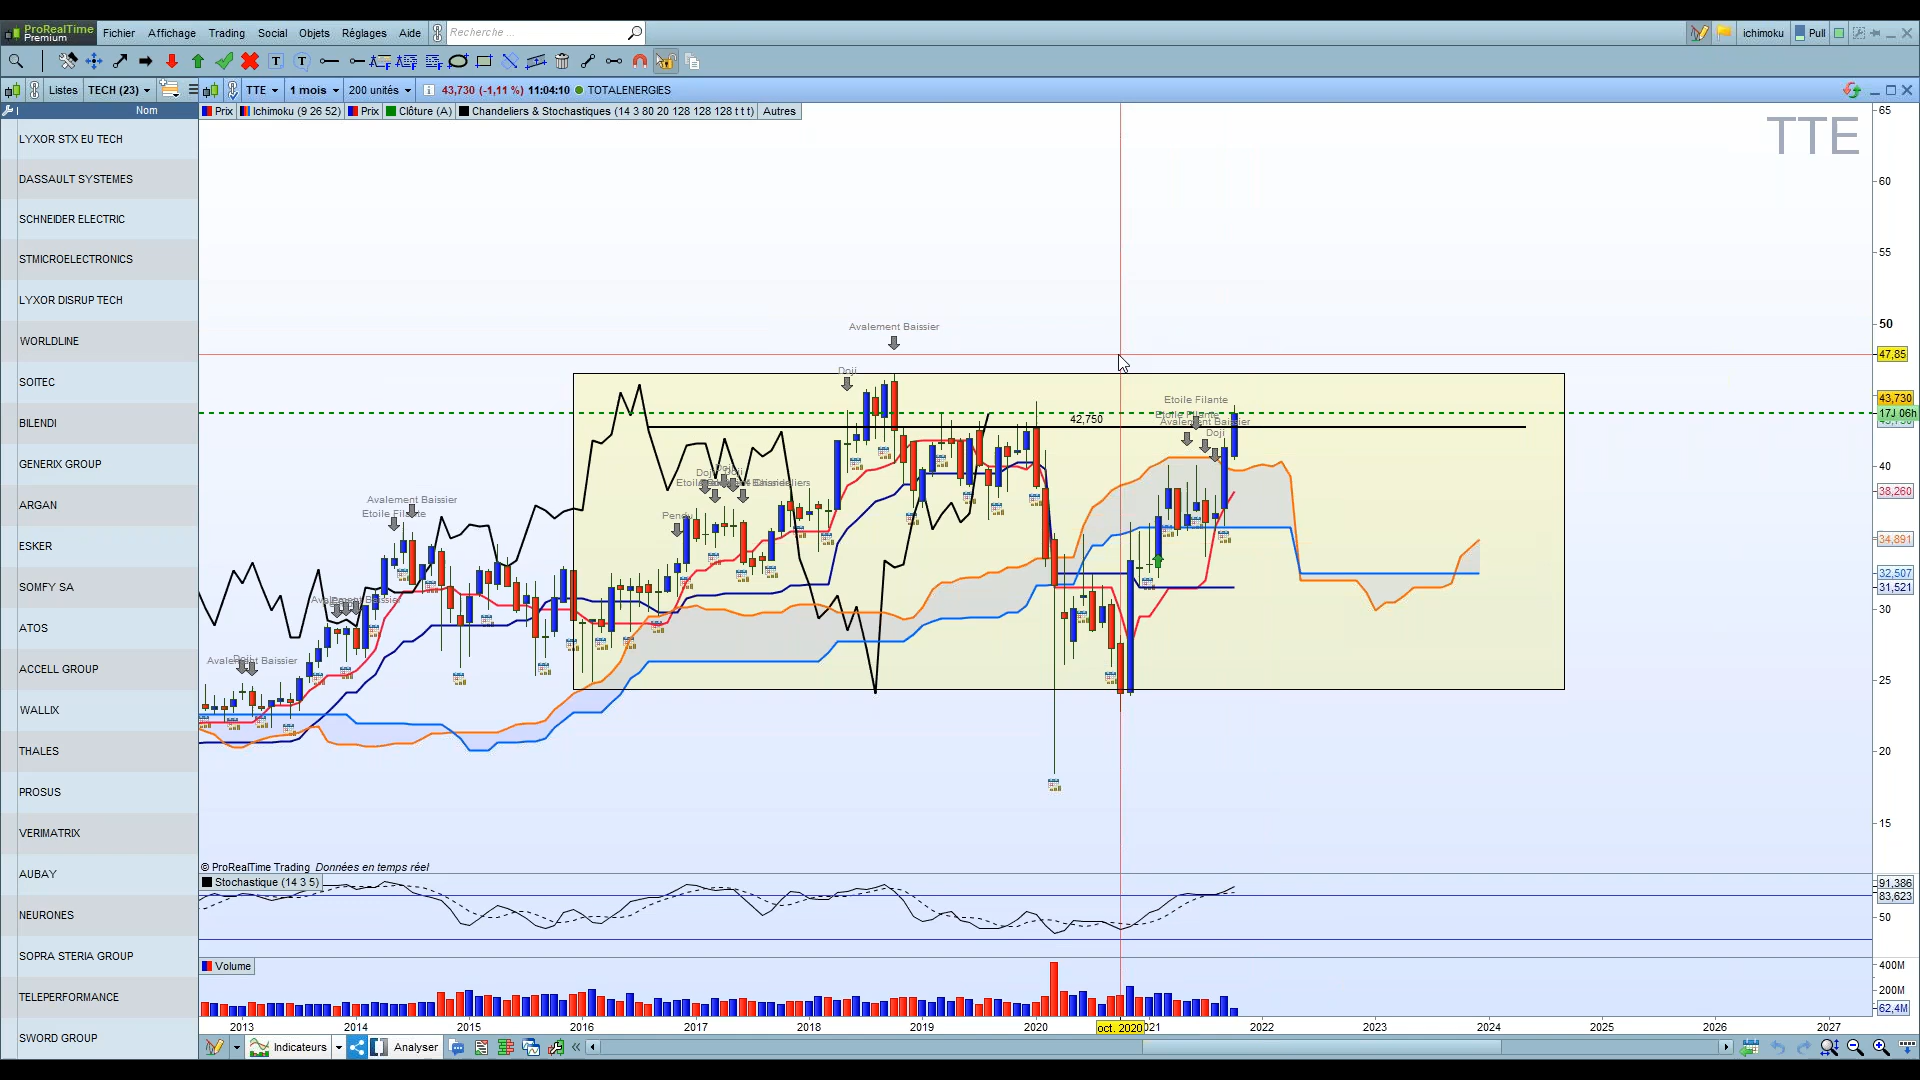 ProRealTime
Premium
Fichier Affichage Trading Social Objets Réglages Aide
Recherche ...
ichimoku Pull
Listes TECH (23)
TTE 1 mois 200 unités 43,730 (-1,11 %) 11:04:10 TOTALENERGIES
Nom
Prix Ichimoku (9 26 52) Prix Clôture (A) Chandeliers & Stochastiques (14 3 80 20 128 128 128 t t t) Autres
TTE
LYXOR STX EU TECH
DASSAULT SYSTEMES
SCHNEIDER ELECTRIC
STMICROELECTRONICS
LYXOR DISRUP TECH
WORLDLINE
SOITEC
BILENDI
GENERIX GROUP
ARGAN
ESKER
SOMFY SA
ATOS
ACCELL GROUP
WALLIX
THALES
PROSUS
VERIMATRIX
AUBAY
NEURONES
SOPRA STERIA GROUP
TELEPERFORMANCE
SWORD GROUP
65
60
55
50
47,85
43,730
17J 06h
40
38,260
34,891
32,507
31,521
30
25
20
15
Avalement Baissier
Doji
42,750
Etoile Filante
Etoile Filante
Avalement Baissier
Doji
Pendu
Avalement Baissier
Etoile Filante
Avalement Baissier
© ProRealTime Trading Données en temps réel
Stochastique (14 3 5)
91,386
83,623
50
Volume
400M
200M
62,4M
2013 2014 2015 2016 2017 2018 2019 2020 oct. 2020 2022 2023 2024 2025 2026 2027
Indicateurs Analyser